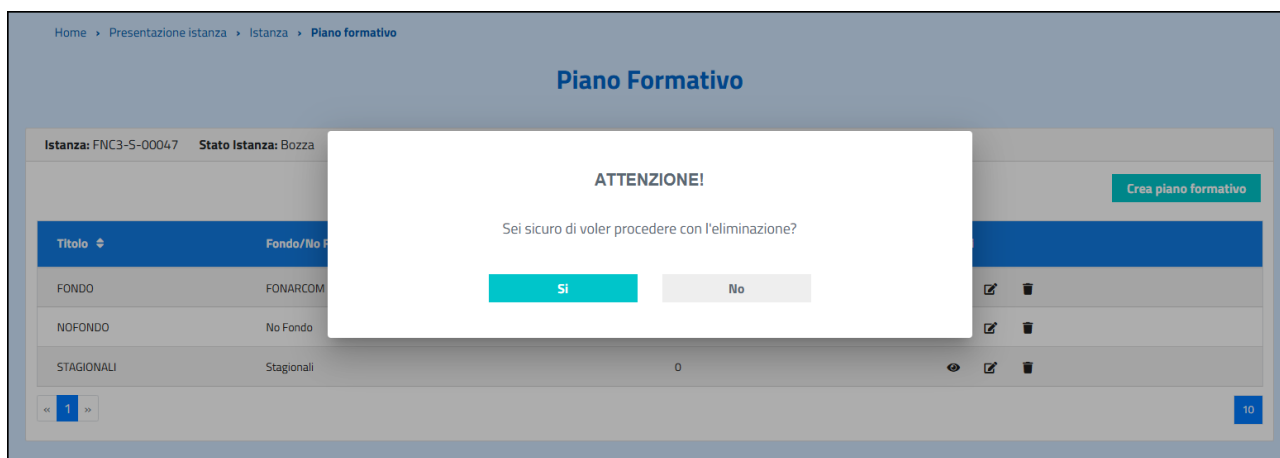 Home › Presentazione istanza › Istanza › Piano formativo
Piano Formativo
Istanza: FNC3-S-00047 Stato Istanza: Bozza
ATTENZIONE!
Sei sicuro di voler procedere con l'eliminazione?
Si No
Crea piano formativo
Titolo Fondo/No
FONDO FONARCOM
NOFONDO No Fondo
STAGIONALI Stagionali 0
« 1 »
10